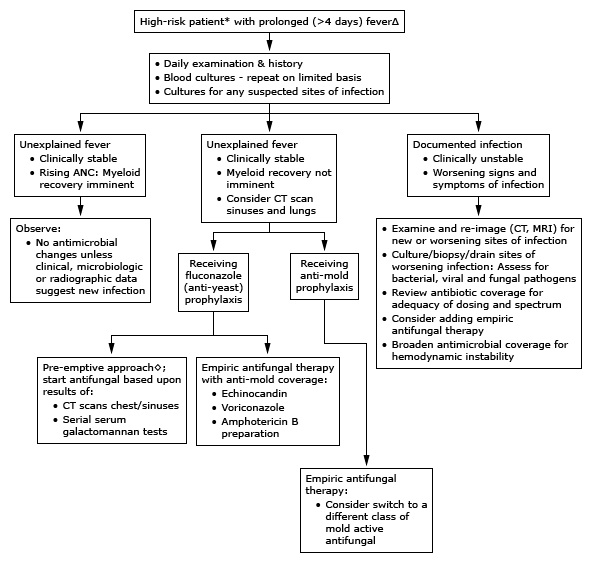 High-risk patient* with prolonged (>4 days) feverΔ
• Daily examination & history
• Blood cultures - repeat on limited basis
• Cultures for any suspected sites of infection
Unexplained fever
• Clinically stable
• Rising ANC: Myeloid
recovery imminent
Unexplained fever
• Clinically stable
• Myeloid recovery not
imminent
• Consider CT scan
sinuses and lungs
Documented infection
• Clinically unstable
• Worsening signs and
symptoms of infection
Observe:
• No antimicrobial
changes unless
clinical, microbiologic
or radiographic data
suggest new infection
Receiving
fluconazole
(anti-yeast)
prophylaxis
Receiving
anti-mold
prophylaxis
• Examine and re-image (CT, MRI) for
new or worsening sites of infection
• Culture/biopsy/drain sites of
worsening infection: Assess for
bacterial, viral and fungal pathogens
• Review antibiotic coverage for
adequacy of dosing and spectrum
• Consider adding empiric
antifungal therapy
• Broaden antimicrobial coverage for
hemodynamic instability
Pre-emptive approach◊;
start antifungal based upon
results of:
• CT scans chest/sinuses
• Serial serum
galactomannan tests
Empiric antifungal therapy
with anti-mold coverage:
• Echinocandin
• Voriconazole
• Amphotericin B
preparation
Empiric antifungal
therapy:
• Consider switch to a
different class of
mold active
antifungal